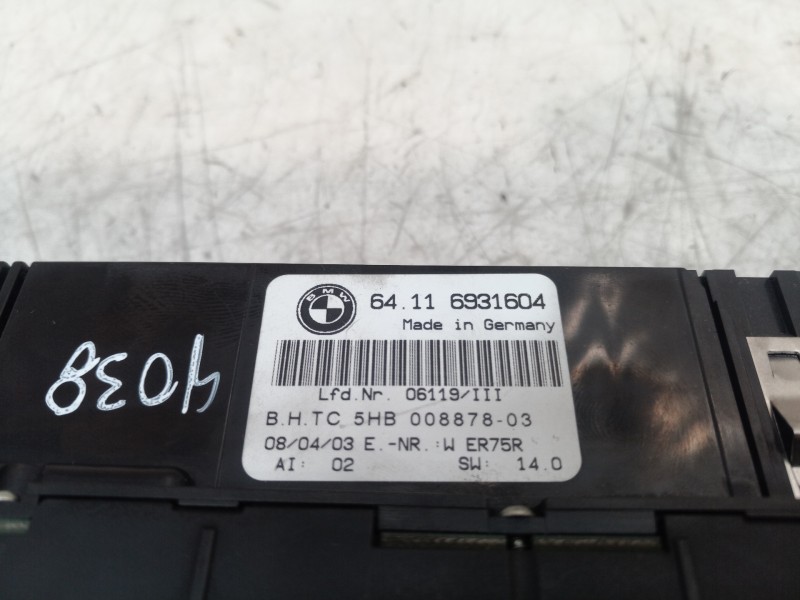 BMW
64.11 6931604
Made in Germany
Lfd.Nr. 06119/III
B.H.TC 5HB 008878-03
08/04/03 E.-NR.:W ER75R
AI: 02 SW: 14.0
4038